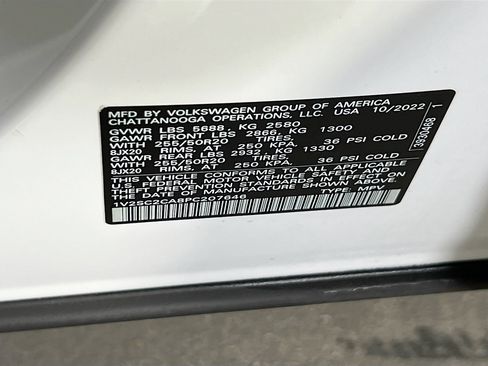 MFD BY VOLKSWAGEN GROUP OF AMERICA
CHATTANOOGA OPERATIONS, LLC. USA 10/2022
GVWR LBS 5688, KG 2580
GAWR FRONT LBS 2866, KG 1300
WITH 255/50R20 TIRES,
8JX20 RIMS, AT 250 KPA, 36 PSI COLD
GAWR REAR LBS 2932, KG 1330
WITH 255/50R20 TIRES,
8JX20 RIMS, AT 250 KPA, 36 PSI COLD
THIS VEHICLE CONFORMS TO ALL APPLICABLE
U.S. FEDERAL MOTOR VEHICLE SAFETY AND
THEFT PREVENTION STANDARDS IN EFFECT ON
THE DATE OF MANUFACTURE SHOWN ABOVE.
1V2SC2CA8PC207646 TYPE: MPV
3930468 1